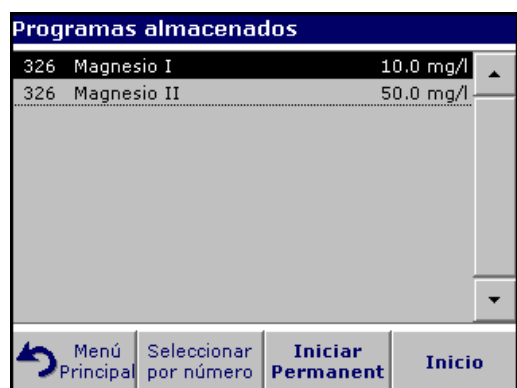 Programas almacenados
326 Magnesio I 10.0 mg/l
326 Magnesio II 50.0 mg/l
Menú Principal
Seleccionar por número
Iniciar Permanent
Inicio